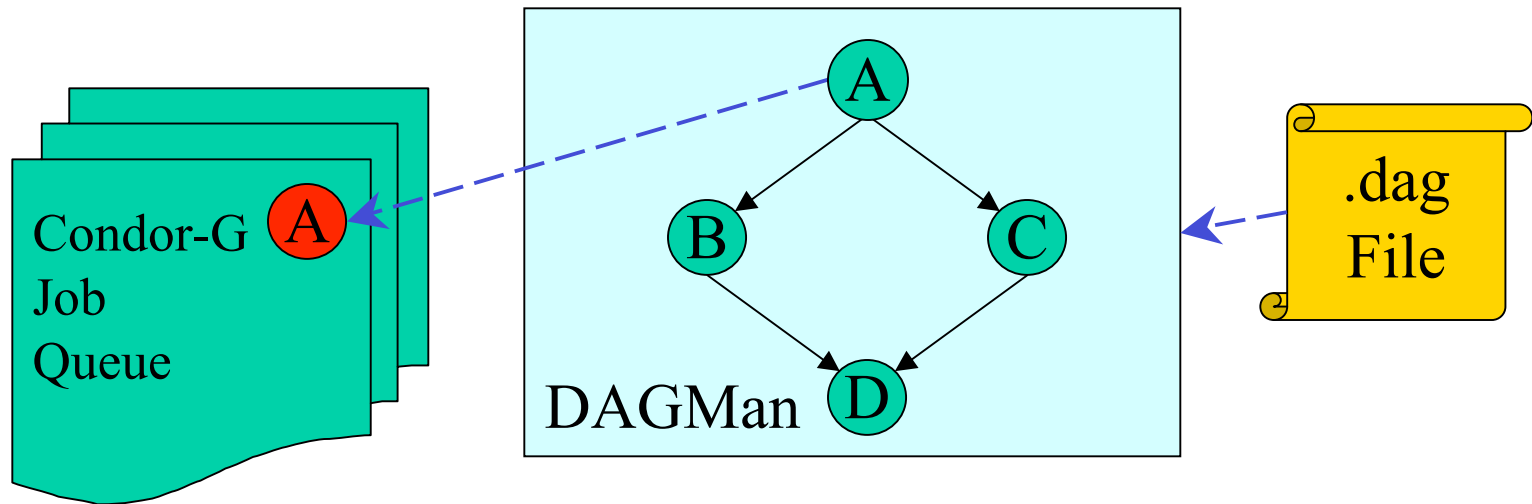 Condor-G
Job
Queue
A
A
B
C
D
DAGMan
.dag
File